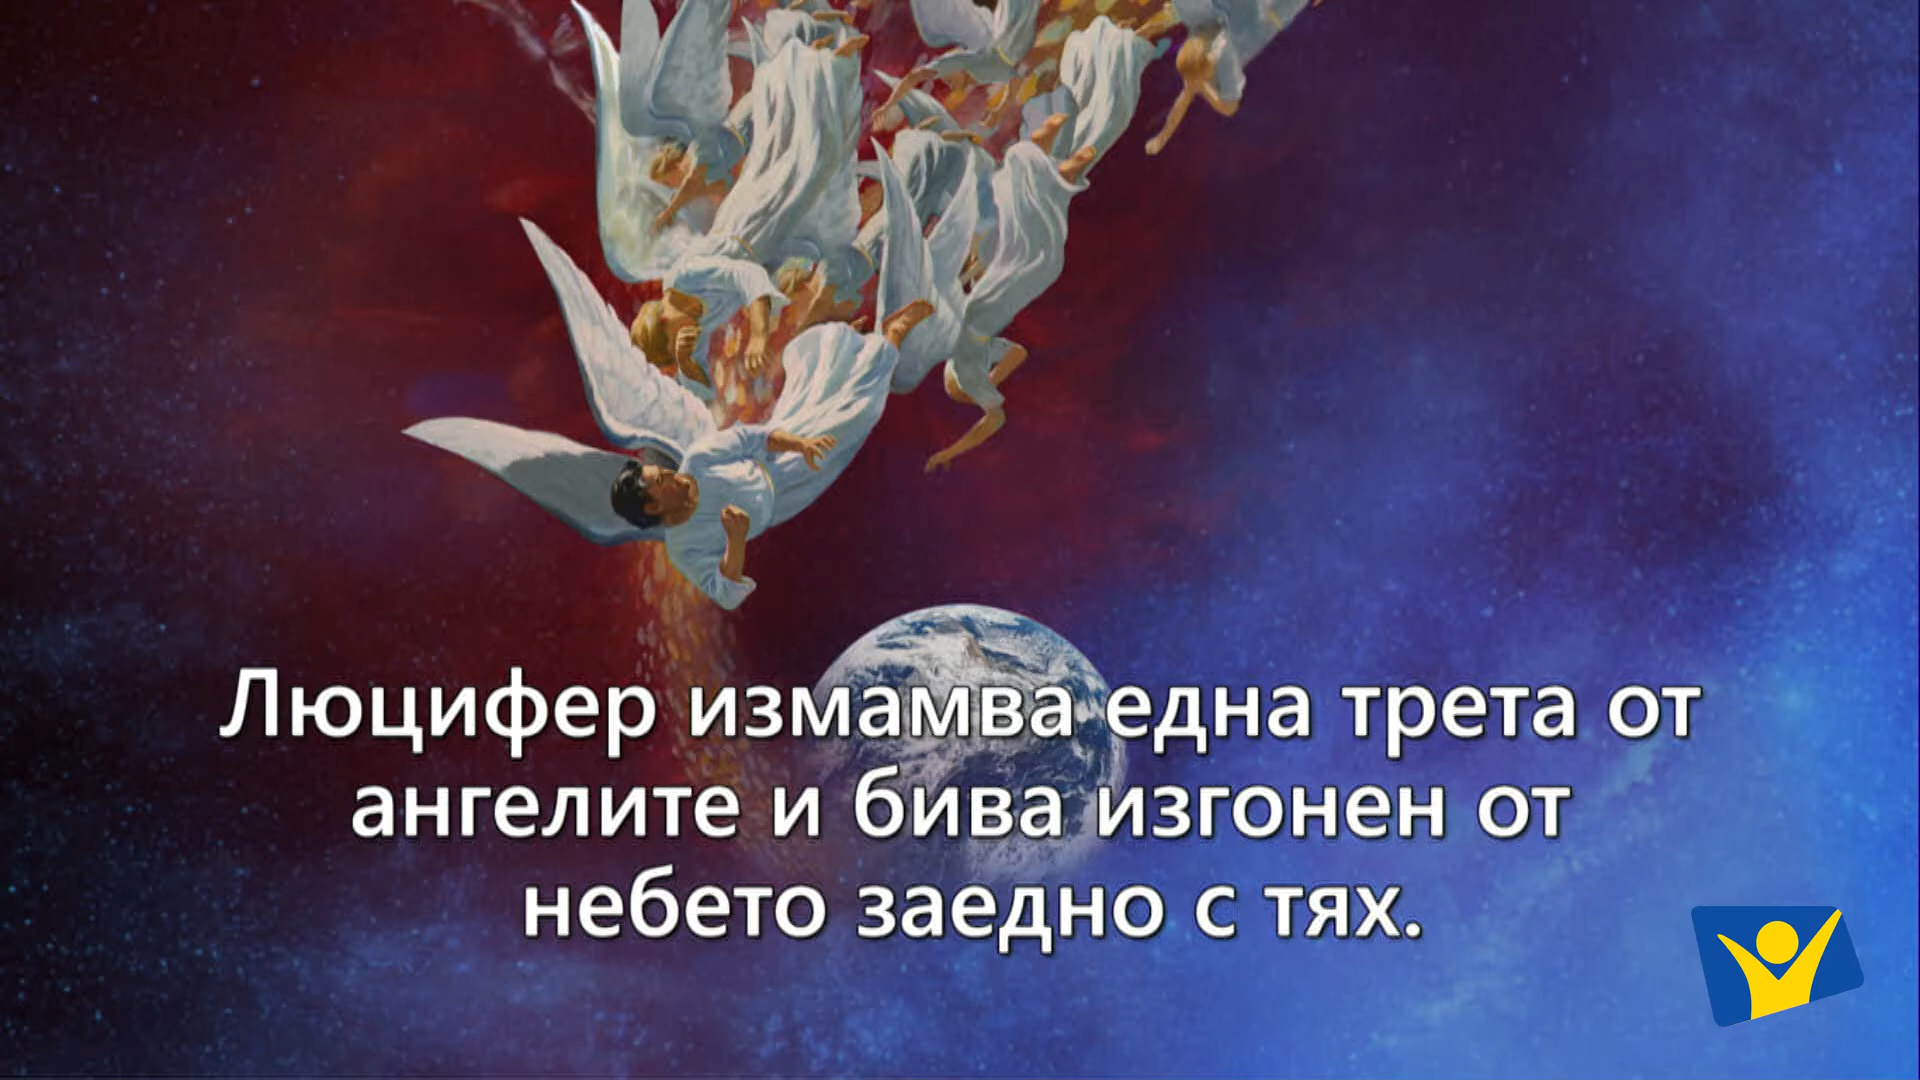 Люцифер измамва една трета от
ангелите и бива изгонен от
небето заедно с тях.